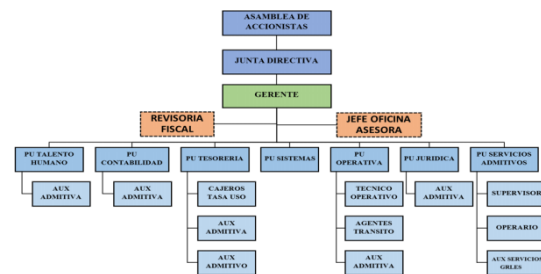 ASAMBLEA DE
ACCIONISTAS
JUNTA DIRECTIVA
GERENTE
REVISORIA
FISCAL
JEFE OFICINA
ASESORA
PU TALENTO
HUMANO
PU
CONTABILIDAD
PU TESORERIA
PU SISTEMAS
PU
OPERATIVA
PU JURIDICA
PU SERVICIOS
ADMITIVOS
AUX
ADMITIVA
AUX
ADMITIVA
CAJEROS
TASA USO
TECNICO
OPERATIVO
AUX
ADMITIVA
SUPERVISOR
AUX
ADMITIVA
AGENTES
TRANSITO
OPERARIO
AUX
ADMITIVO
AUX
ADMITIVA
AUX SERVICIOS
GRLES